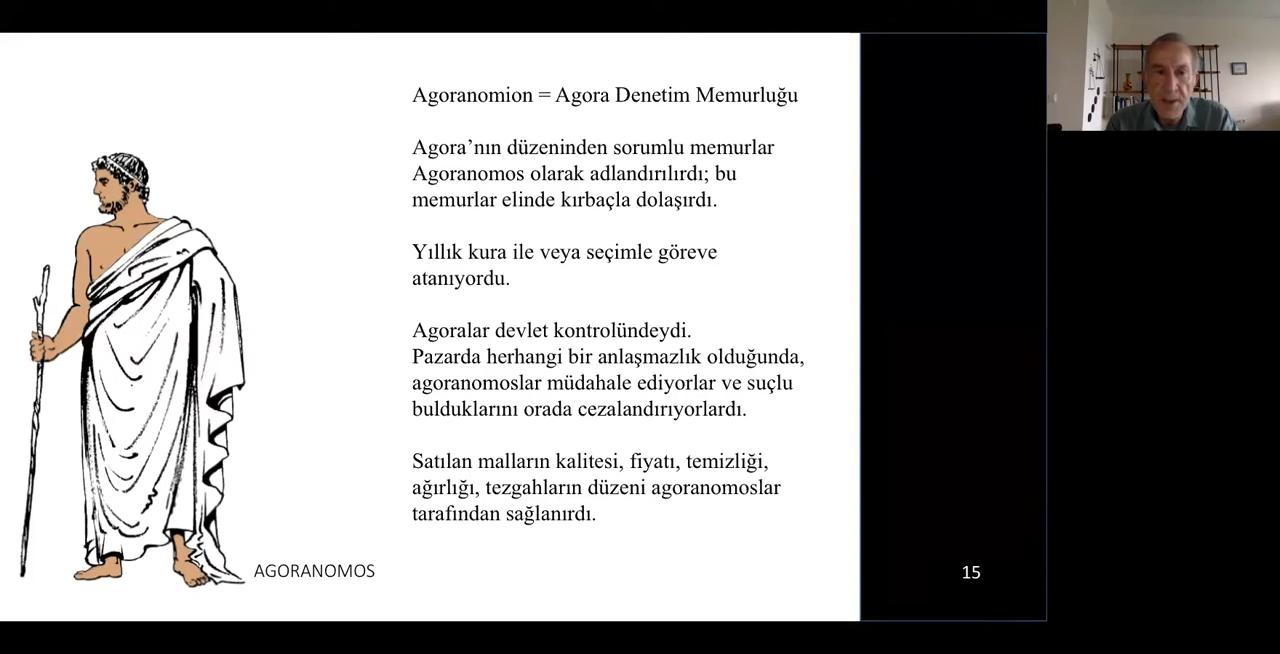 Agoranomion = Agora Denetim Memurluğu
Agora’nın düzeninden sorumlu memurlar
Agoranomos olarak adlandırılırdı; bu
memurlar elinde kırbaçla dolaşırdı.
Yıllık kura ile veya seçimle göreve
atanıyordu.
Agoralar devlet kontrolündeydi.
Pazarda herhangi bir anlaşmazlık olduğunda,
agoranomoslar müdahale ediyorlar ve suçlu
bulduklarını orada cezalandırıyorlardı.
Satılan malların kalitesi, fiyatı, temizliği,
ağırlığı, tezgahların düzeni agoranomoslar
tarafından sağlanırdı.
AGORANOMOS
15